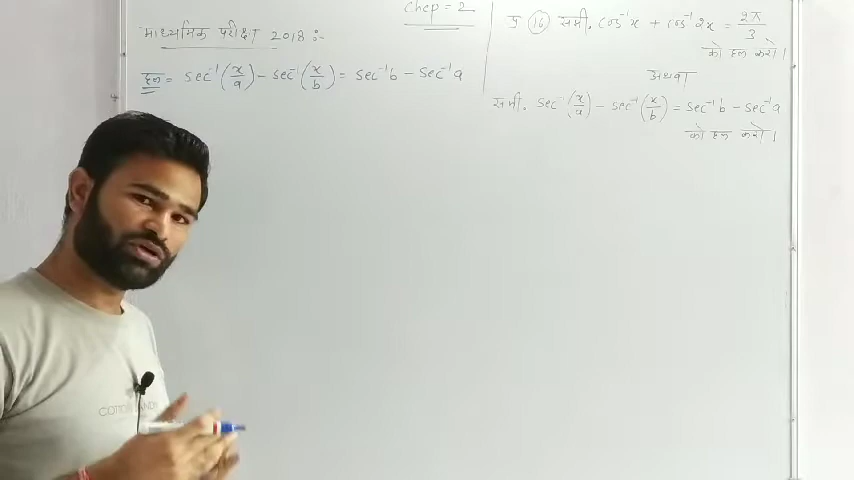 Chep = 2
माध्यमिक परीक्षा 2018 :-
हल = sec⁻¹(x/a) - sec⁻¹(x/b) = sec⁻¹b - sec⁻¹a
प्र (16) समी. cos⁻¹x + cos⁻¹2x = 2π/3
को हल करो।
अथवा
समी. sec⁻¹(x/a) - sec⁻¹(x/b) = sec⁻¹b - sec⁻¹a
को हल करो।